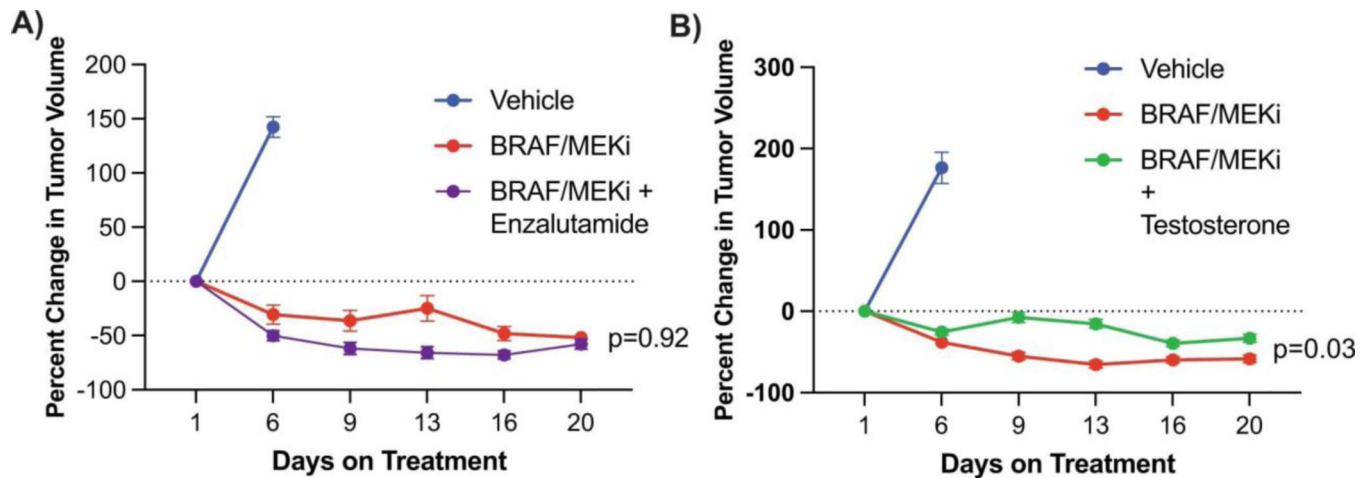 A)
Percent Change in Tumor Volume
200
150
100
50
0
-50
-100
1 6 9 13 16 20
Days on Treatment
Vehicle
BRAF/MEKi
BRAF/MEKi +
Enzalutamide
p=0.92
B)
Percent Change in Tumor Volume
300
200
100
0
-100
1 6 9 13 16 20
Days on Treatment
Vehicle
BRAF/MEKi
BRAF/MEKi
+
Testosterone
p=0.03